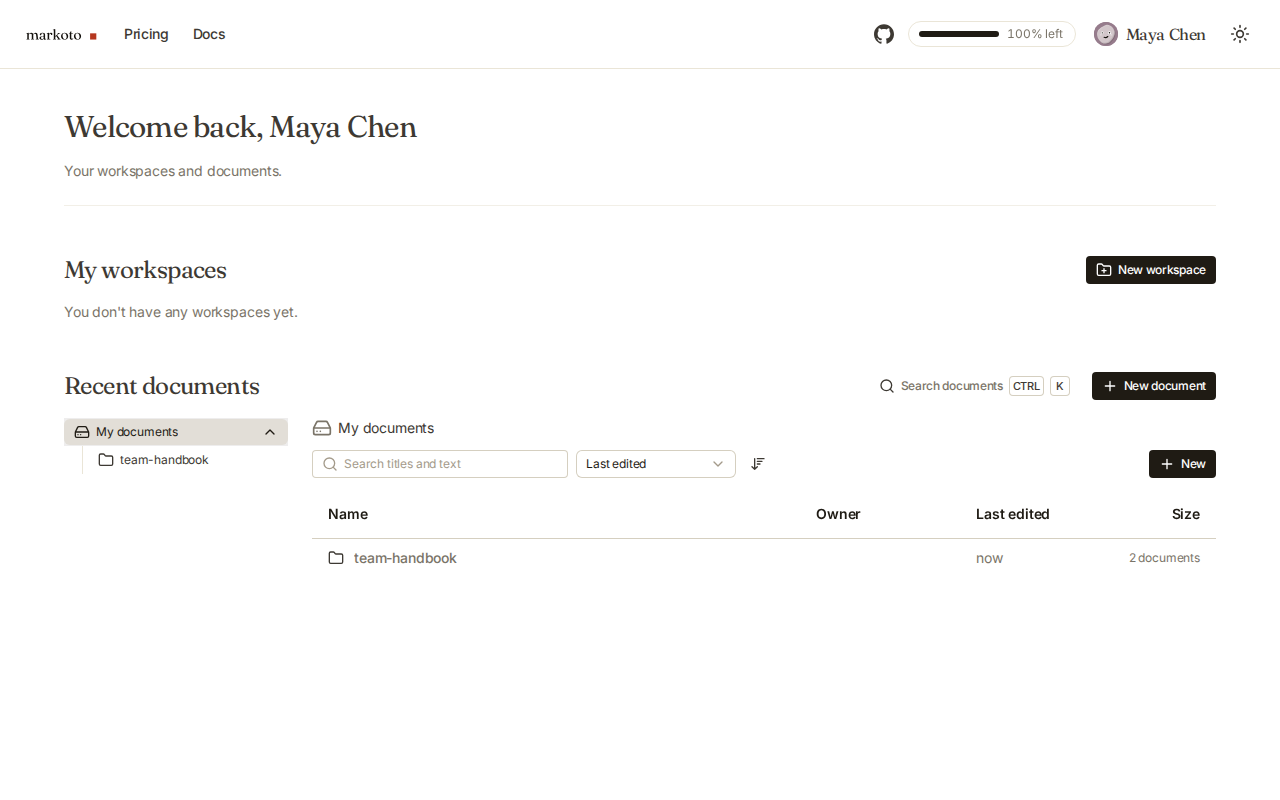 markoto Pricing Docs 100% left Maya Chen
Welcome back, Maya Chen
Your workspaces and documents.
My workspaces New workspace
You don't have any workspaces yet.
Recent documents Search documents CTRL K New document
My documents
team-handbook
My documents
Search titles and text Last edited New
Name Owner Last edited Size
team-handbook now 2 documents